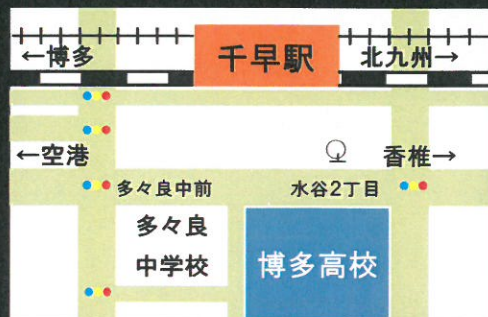 ←博多
千早駅
北九州→
←空港
香椎→
多々良中前
水谷2丁目
多々良
中学校
博多高校